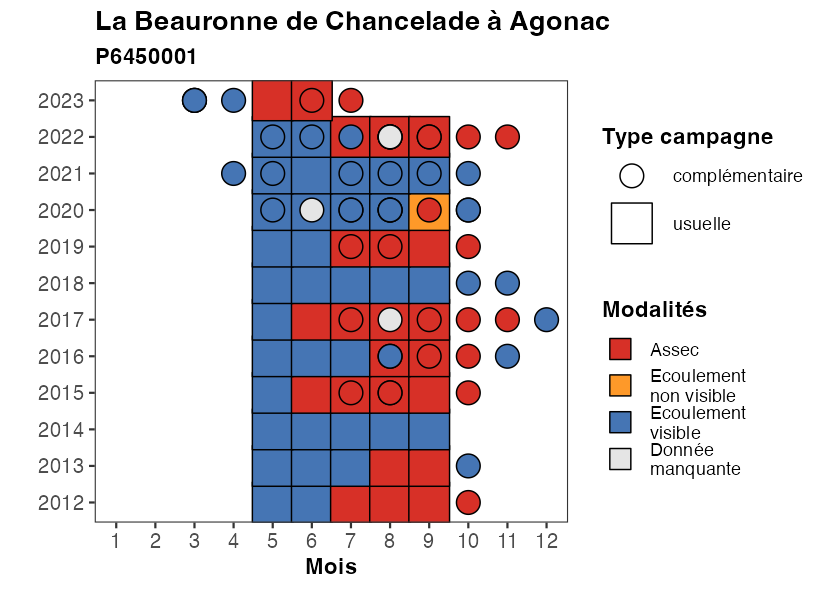 La Beauronne de Chancelade à Agonac
P6450001
2023
2022
2021
2020
2019
2018
2017
2016
2015
2014
2013
2012
1 2 3 4 5 6 7 8 9 10 11 12
Mois
Type campagne
complémentaire
usuelle
Modalités
Assec
Ecoulement
non visible
Ecoulement
visible
Donnée
manquante